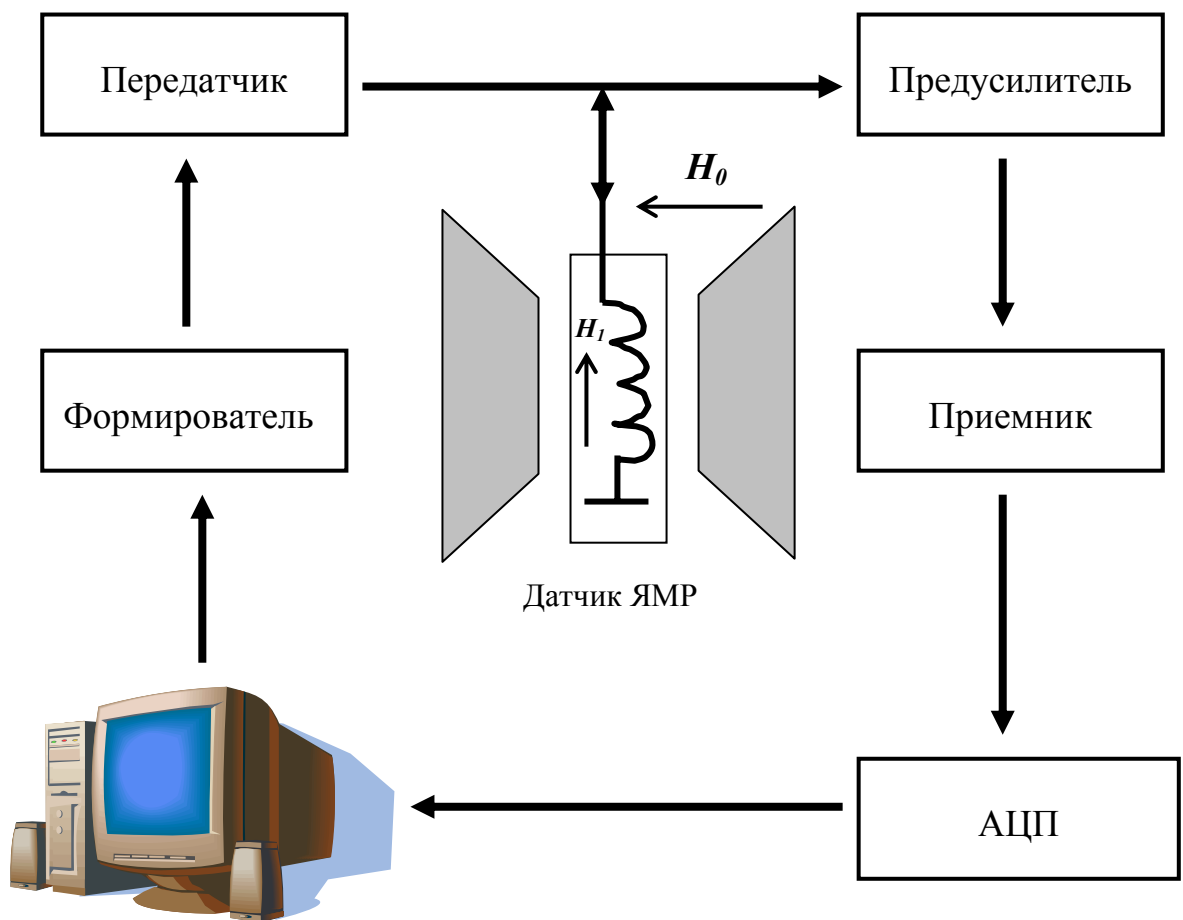 Передатчик
Предусилитель
H₀
H₁
Формирователь
Приемник
Датчик ЯМР
АЦП